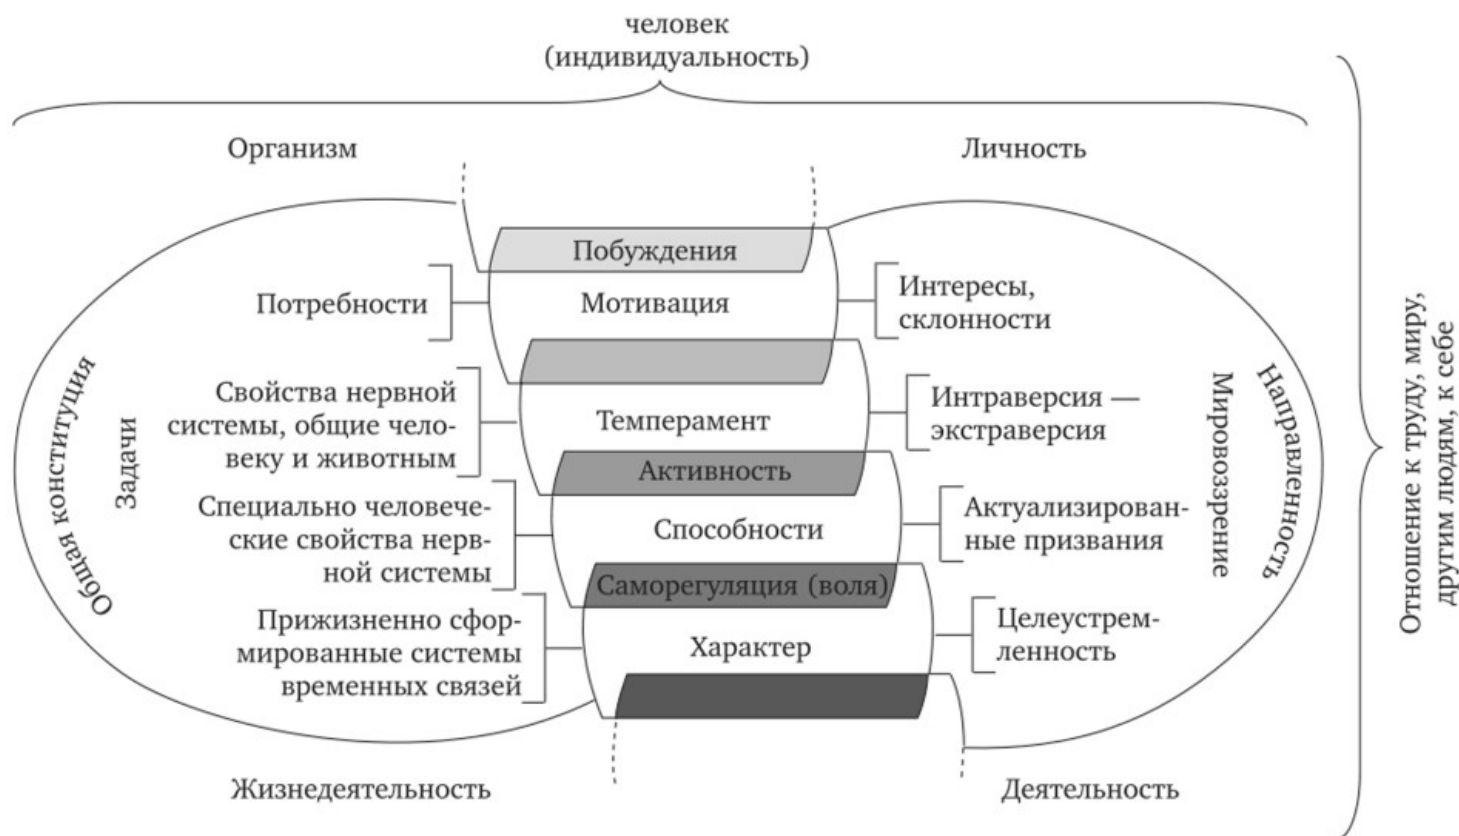 человек
(индивидуальность)
Организм
Личность
Побуждения
Потребности
Мотивация
Интересы,
склонности
Свойства нервной
системы, общие чело-
веку и животным
Темперамент
Интраверсия —
экстраверсия
Активность
Специально человече-
ские свойства нерв-
ной системы
Способности
Актуализирован-
ные призвания
Саморегуляция (воля)
Прижизненно сфор-
мированные системы
временных связей
Характер
Целеустрем-
ленность
Общая конституция
Задачи
Мировоззрение
Направленность
Жизнедеятельность
Деятельность
Отношение к труду, миру,
другим людям, к себе